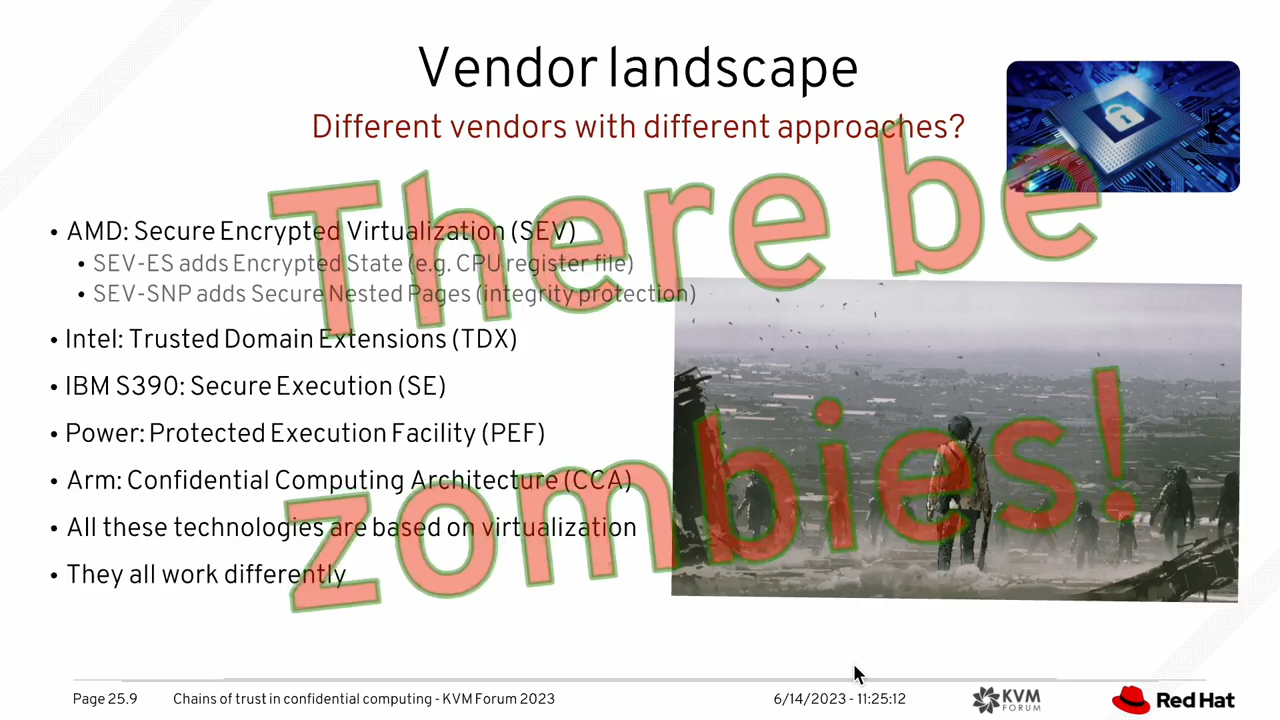 Vendor landscape
Different vendors with different approaches?
There be
zombies!
• AMD: Secure Encrypted Virtualization (SEV)
• SEV-ES adds Encrypted State (e.g. CPU register file)
• SEV-SNP adds Secure Nested Pages (integrity protection)
• Intel: Trusted Domain Extensions (TDX)
• IBM S390: Secure Execution (SE)
• Power: Protected Execution Facility (PEF)
• Arm: Confidential Computing Architecture (CCA)
• All these technologies are based on virtualization
• They all work differently
Page 25.9 Chains of trust in confidential computing - KVM Forum 2023 6/14/2023 - 11:25:12 KVM FORUM Red Hat